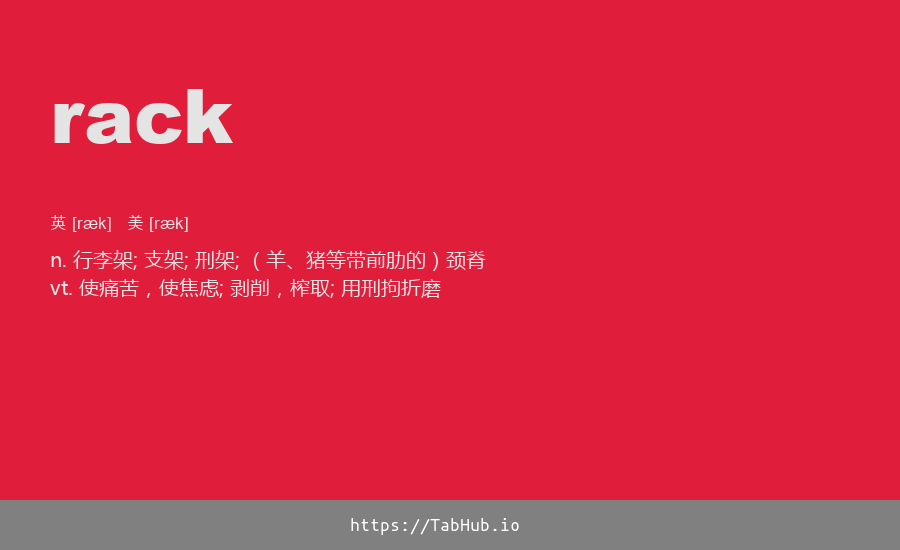 rack
英 [ræk] 美 [ræk]
n. 行李架; 支架; 刑架; （羊、猪等带前肋的）颈脊
vt. 使痛苦，使焦虑; 剥削，榨取; 用刑拘折磨
https://TabHub.io